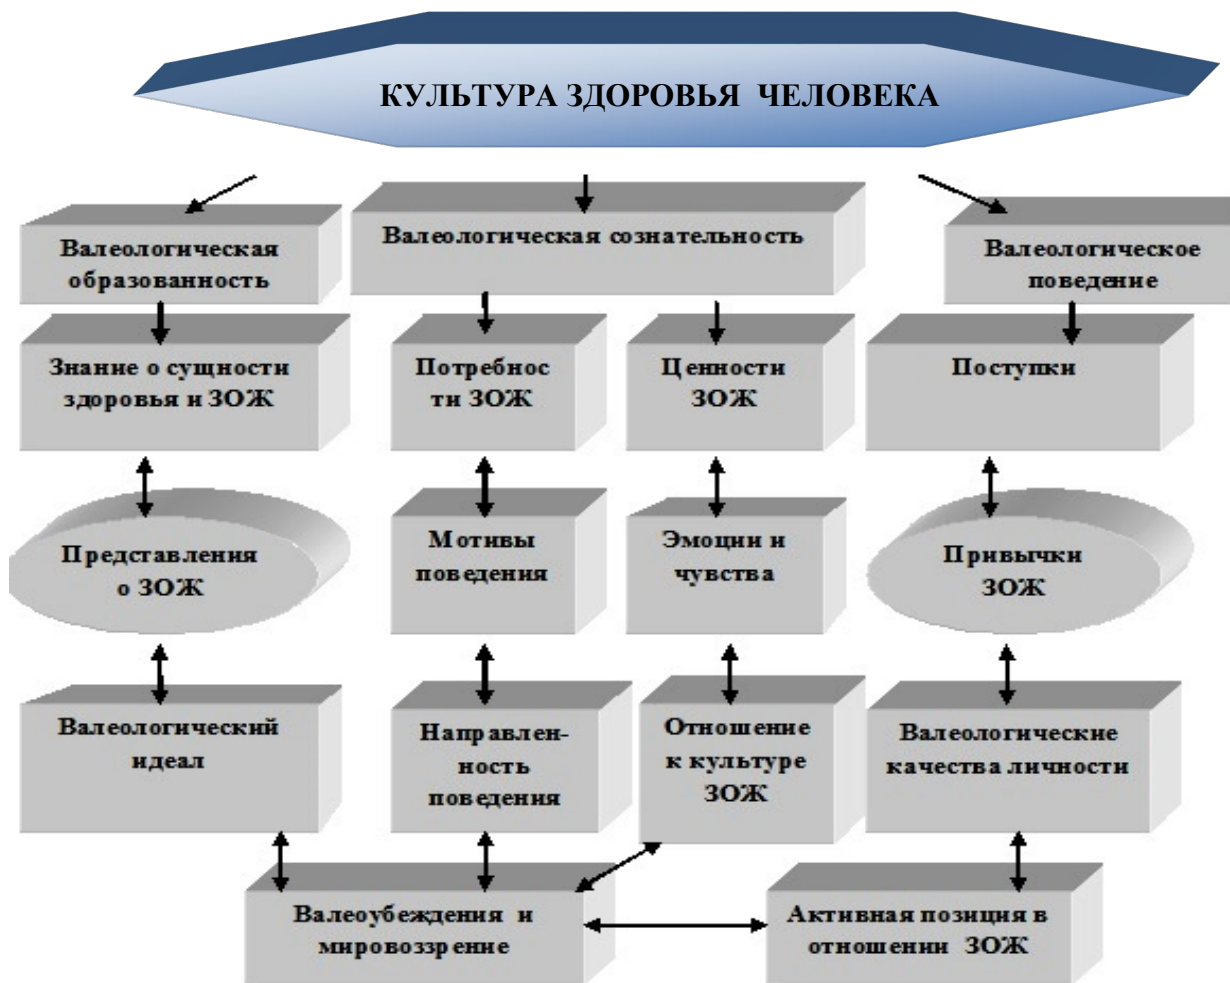 КУЛЬТУРА ЗДОРОВЬЯ ЧЕЛОВЕКА
Валеологическая
образованность
Валеологическая сознательность
Валеологическое
поведение
Знание о сущности
здоровья и ЗОЖ
Потребнос
ти ЗОЖ
Ценности
ЗОЖ
Поступки
Представления
о ЗОЖ
Мотивы
поведения
Эмоции и
чувства
Привычки
ЗОЖ
Валеологический
идеал
Направлен-
ность
поведения
Отношение
к культуре
ЗОЖ
Валеологические
качества личности
Валеоубеждения и
мировоззрение
Активная позиция в
отношении ЗОЖ